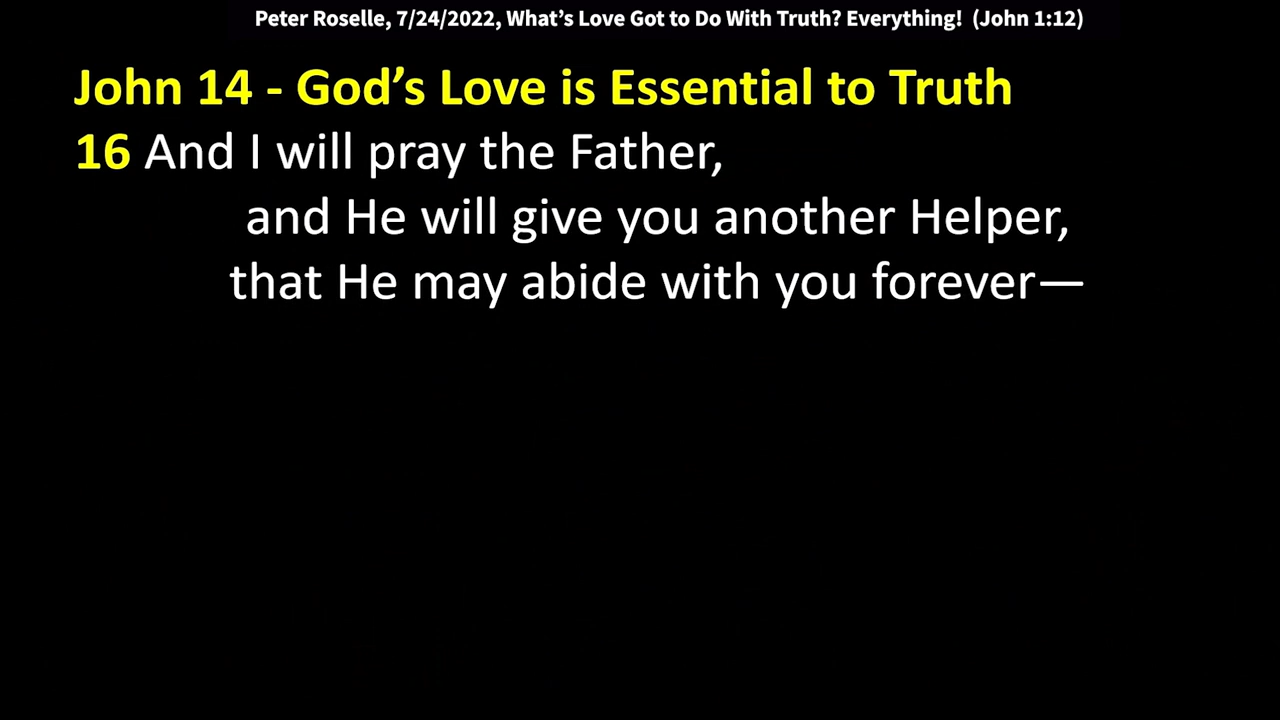 Peter Roselle, 7/24/2022, What’s Love Got to Do With Truth? Everything! (John 1:12)
John 14 - God’s Love is Essential to Truth
16 And I will pray the Father,
and He will give you another Helper,
that He may abide with you forever—